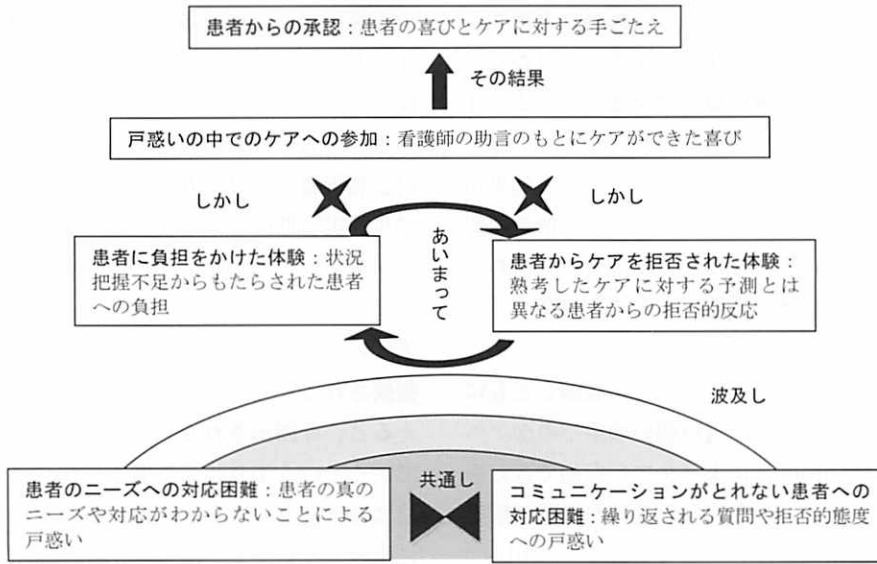 患者からの承認：患者の喜びとケアに対する手ごたえ
その結果
戸惑いの中でのケアへの参加：看護師の助言のもとにケアができた喜び
しかし
しかし
患者に負担をかけた体験：状況
把握不足からもたらされた患者
への負担
あいまって
患者からケアを拒否された体験：
熟考したケアに対する予測とは
異なる患者からの拒否的反応
波及し
患者のニーズへの対応困難：患者の真の
ニーズや対応がわからないことによる
戸惑い
共通し
コミュニケーションがとれない患者への
対応困難：繰り返される質問や拒否的態度
への戸惑い